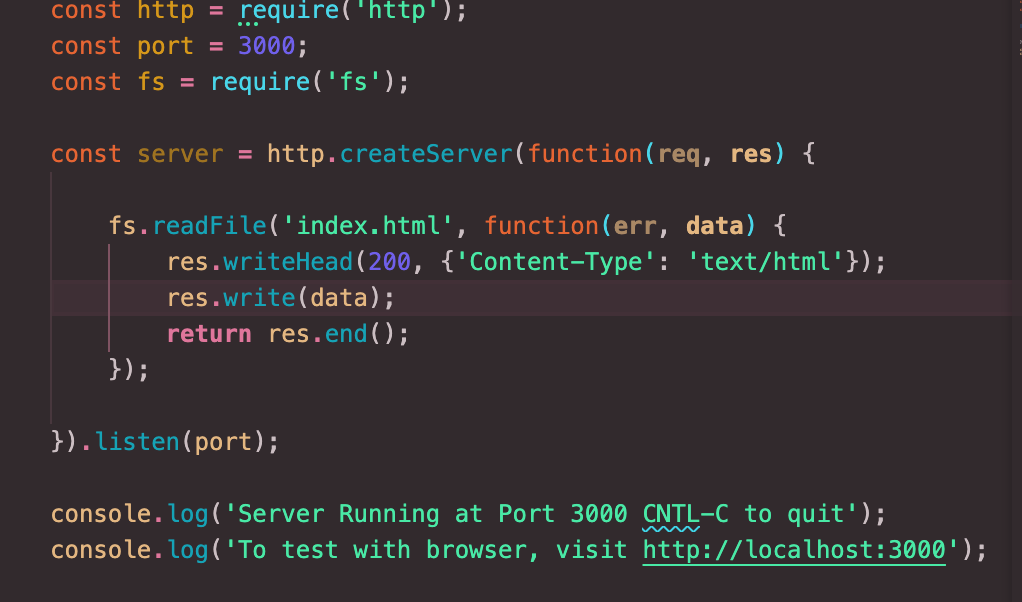 const http = require('http');
const port = 3000;
const fs = require('fs');
const server = http.createServer(function(req, res) {
fs.readFile('index.html', function(err, data) {
res.writeHead(200, {'Content-Type': 'text/html'});
res.write(data);
return res.end();
});
}).listen(port);
console.log('Server Running at Port 3000 CNTL-C to quit');
console.log('To test with browser, visit http://localhost:3000');